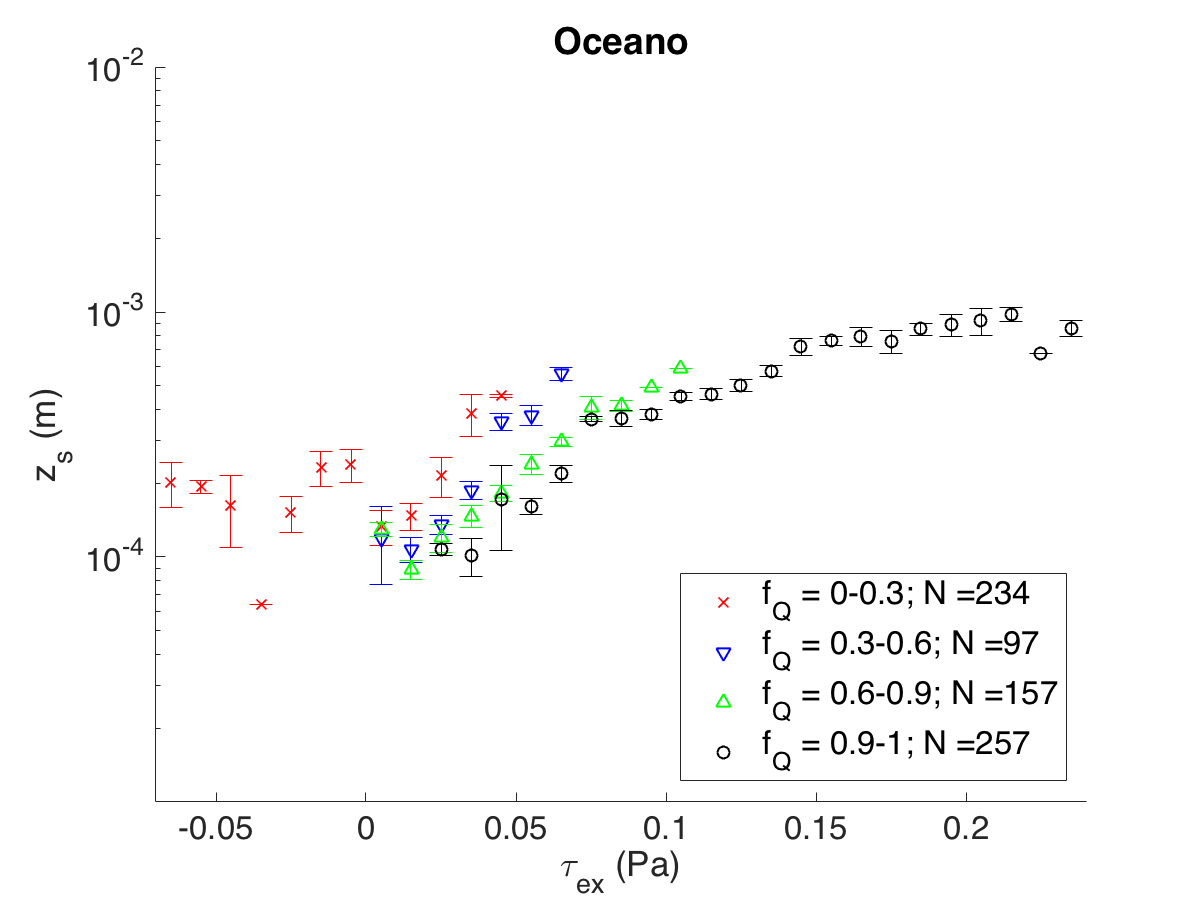 Oceano
10^-2
10^-3
10^-4
z_s (m)
-0.05 0 0.05 0.1 0.15 0.2
τ_ex (Pa)
f_Q = 0-0.3; N =234
f_Q = 0.3-0.6; N =97
f_Q = 0.6-0.9; N =157
f_Q = 0.9-1; N =257